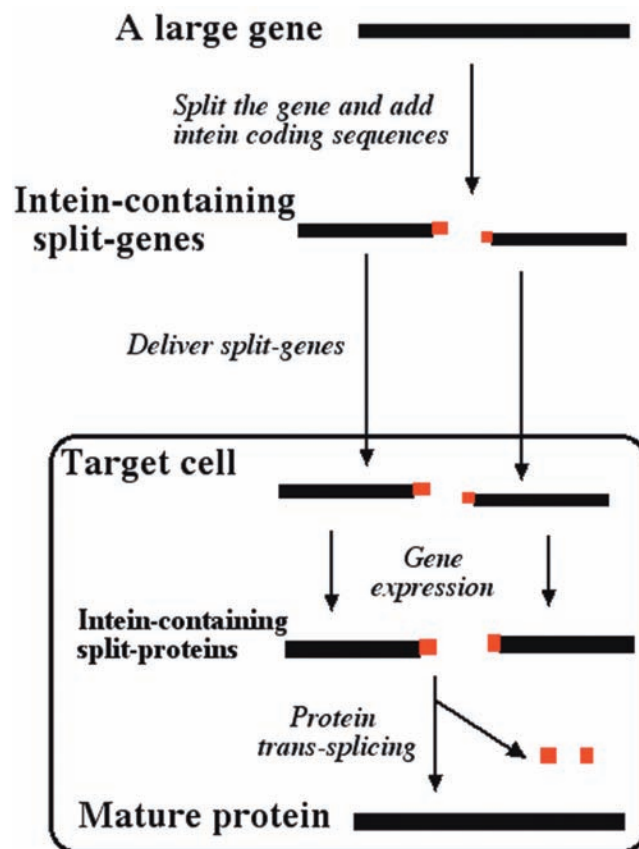 A large gene
Split the gene and add
intein coding sequences
Intein-containing
split-genes
Deliver split-genes
Target cell
Gene
expression
Intein-containing
split-proteins
Protein
trans-splicing
Mature protein